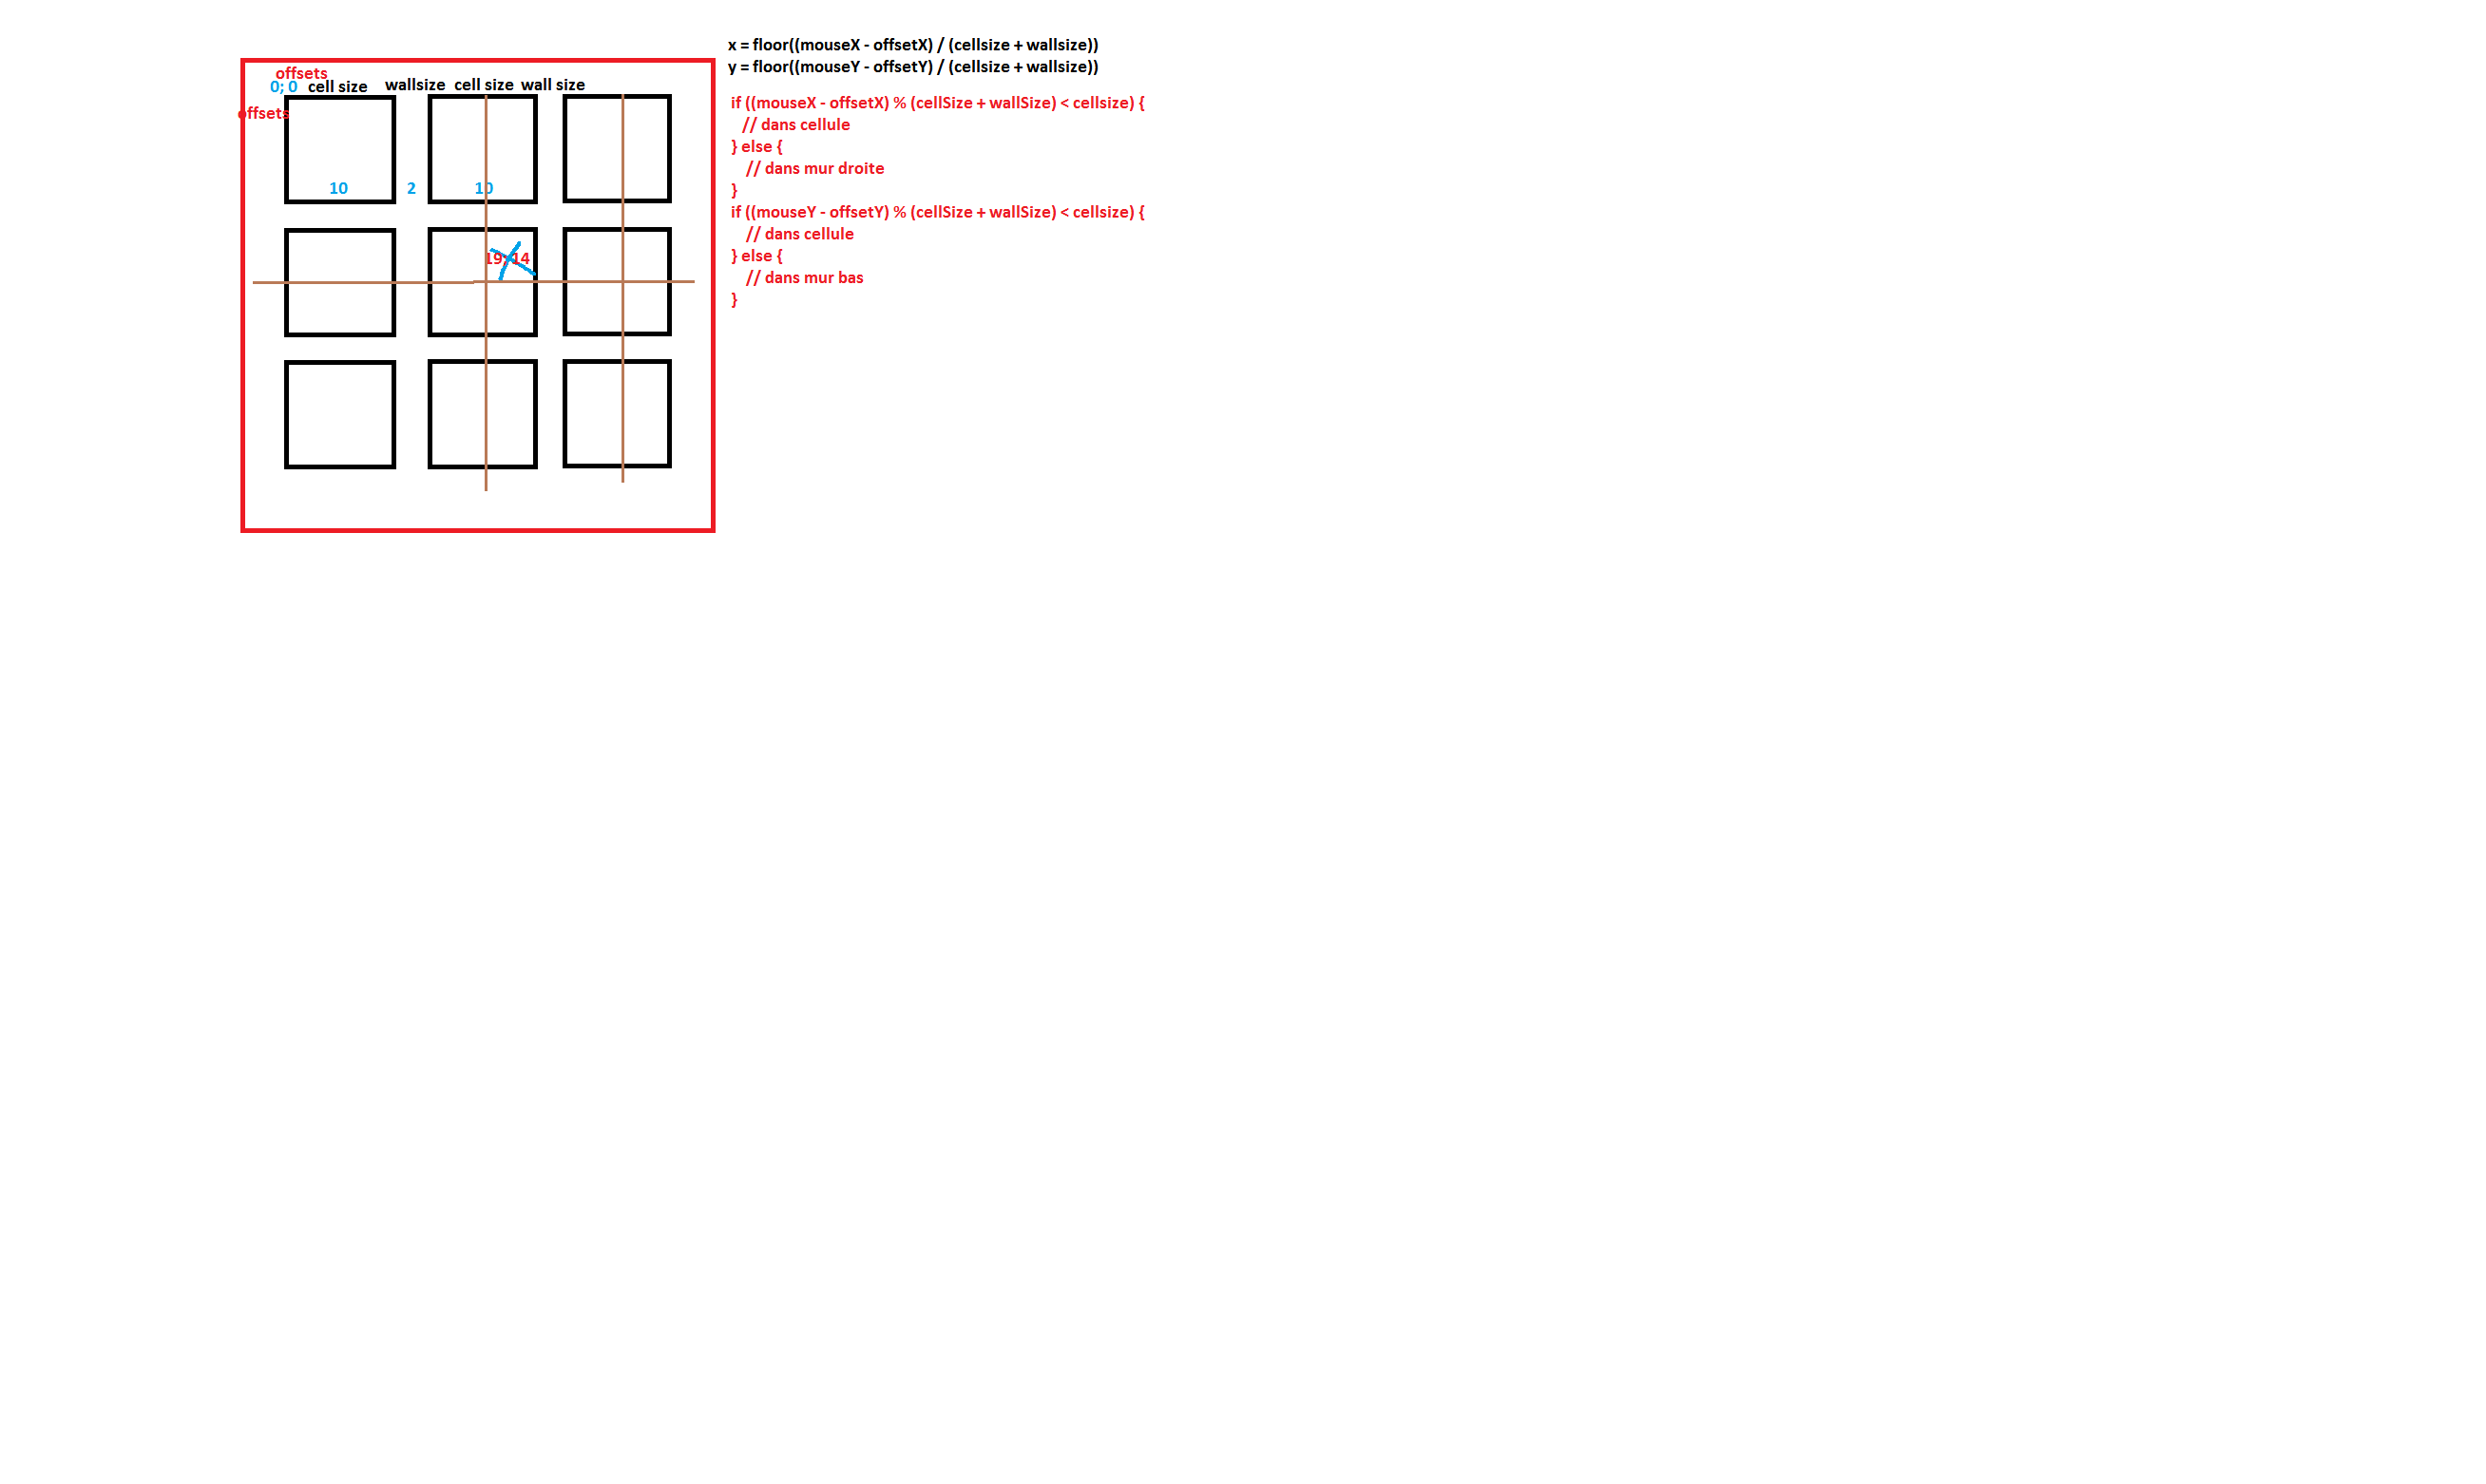 offsets
0; 0 cell size wallsize cell size wall size
offsets
10 2 10
19; 14
x = floor((mouseX - offsetX) / (cellsize + wallsize))
y = floor((mouseY - offsetY) / (cellsize + wallsize))
if ((mouseX - offsetX) % (cellSize + wallSize) < cellsize) {
// dans cellule
} else {
// dans mur droite
}
if ((mouseY - offsetY) % (cellSize + wallSize) < cellsize) {
// dans cellule
} else {
// dans mur bas
}